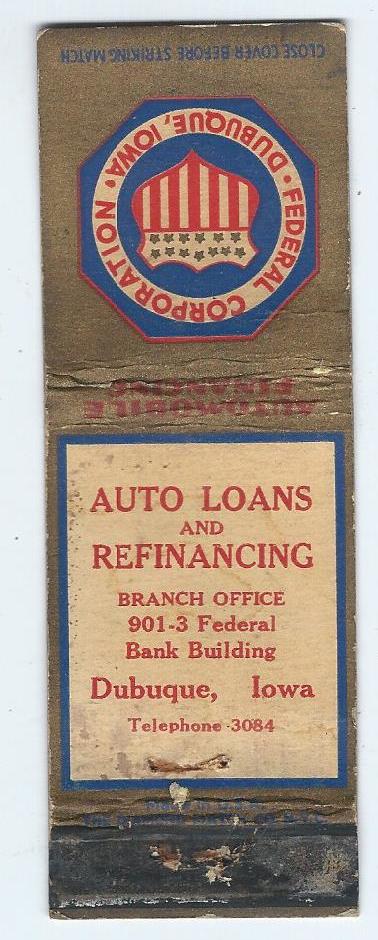 CLOSE COVER BEFORE STRIKING MATCH
FEDERAL CORPORATION
DUBUQUE, IOWA
AUTOMOBILE
FINANCING
AUTO LOANS
AND
REFINANCING
BRANCH OFFICE
901-3 Federal
Bank Building
Dubuque, Iowa
Telephone 3084